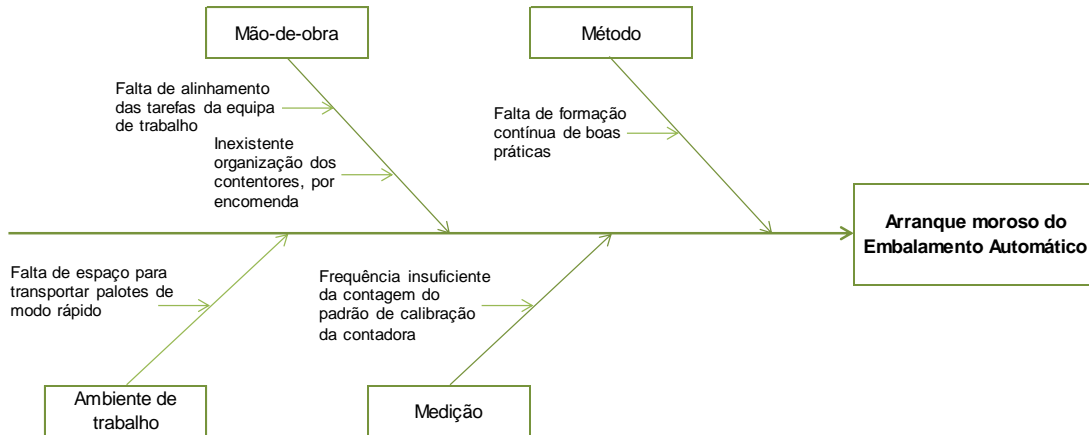 Mão-de-obra
Método
Falta de alinhamento
das tarefas da equipa
de trabalho
Inexistente
organização dos
contentores, por
encomenda
Falta de formação
contínua de boas
práticas
Arranque moroso do
Embalamento Automático
Falta de espaço para
transportar palotes de
modo rápido
Frequência insuficiente
da contagem do
padrão de calibração
da contadora
Ambiente de
trabalho
Medição